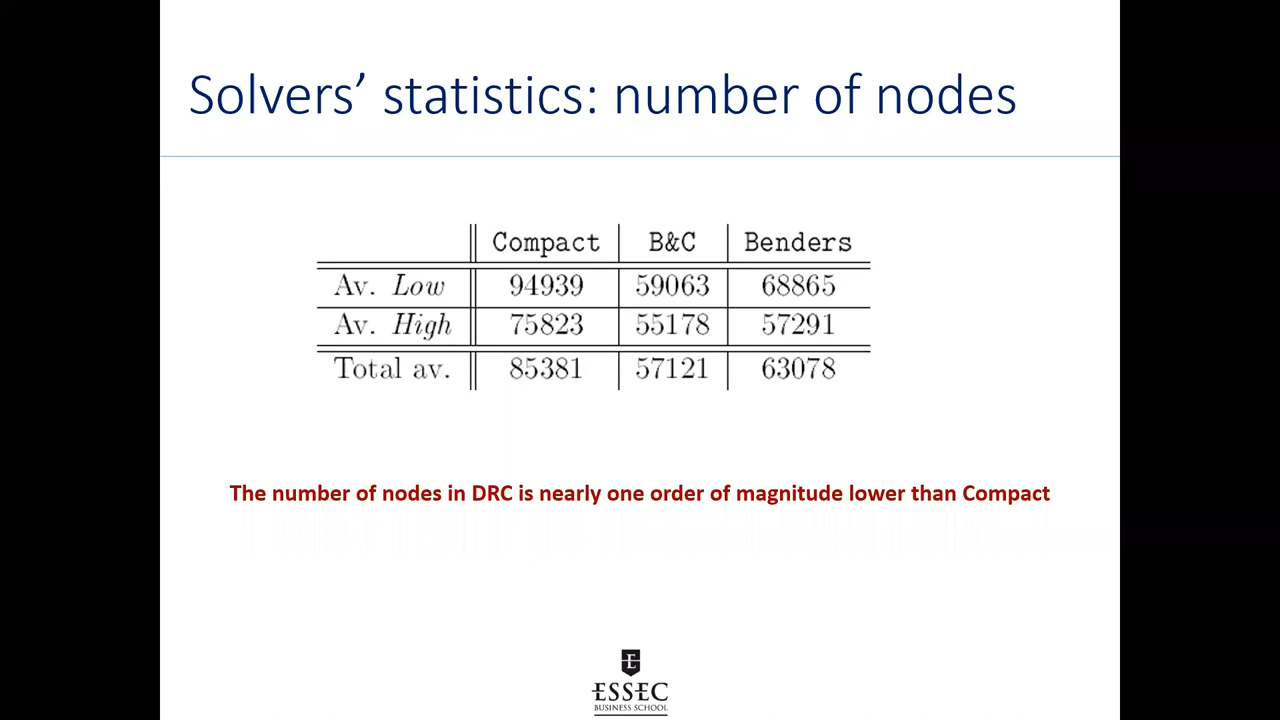 Solvers’ statistics: number of nodes
Compact B&C Benders
Av. Low 94939 59063 68865
Av. High 75823 55178 57291
Total av. 85381 57121 63078
The number of nodes in DRC is nearly one order of magnitude lower than Compact
E
ESSEC
BUSINESS SCHOOL